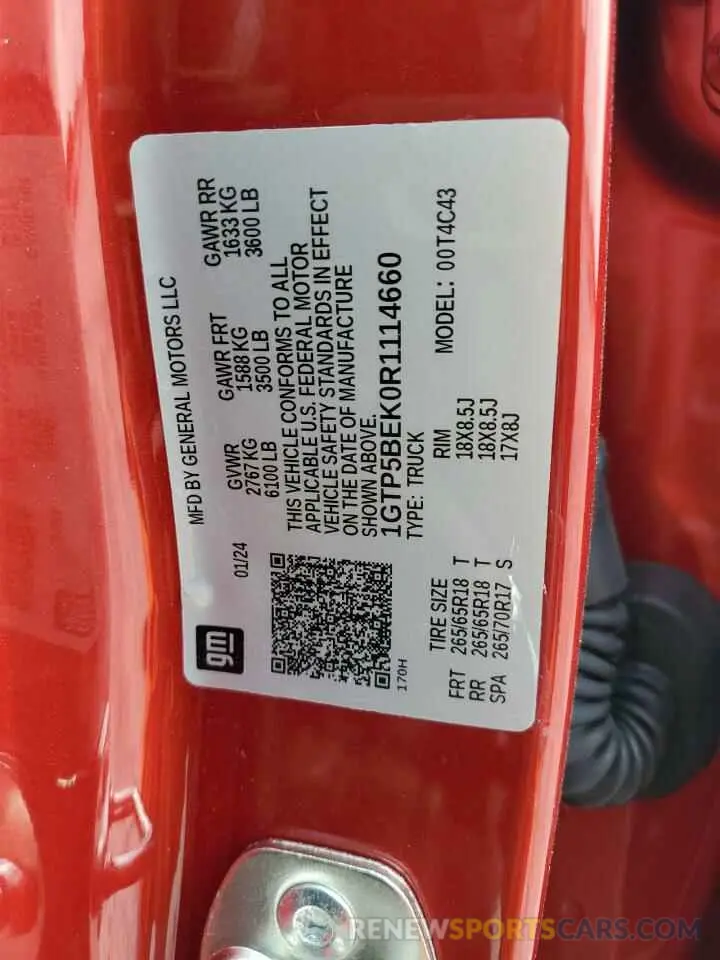 MFD BY GENERAL MOTORS LLC
01/24
GVWR GAWR FRT GAWR RR
2767 KG 1588 KG 1633 KG
6100 LB 3500 LB 3600 LB
THIS VEHICLE CONFORMS TO ALL
APPLICABLE U.S. FEDERAL MOTOR
VEHICLE SAFETY STANDARDS IN EFFECT
ON THE DATE OF MANUFACTURE
SHOWN ABOVE.
1GTP5BEK0R1114660
TYPE: TRUCK MODEL: 00T4C43
gm
170H
TIRE SIZE RIM
FRT 265/65R18 T 18X8.5J
RR 265/65R18 T 18X8.5J
SPA 265/70R17 S 17X8J
RENEWSPORTSCARS.COM